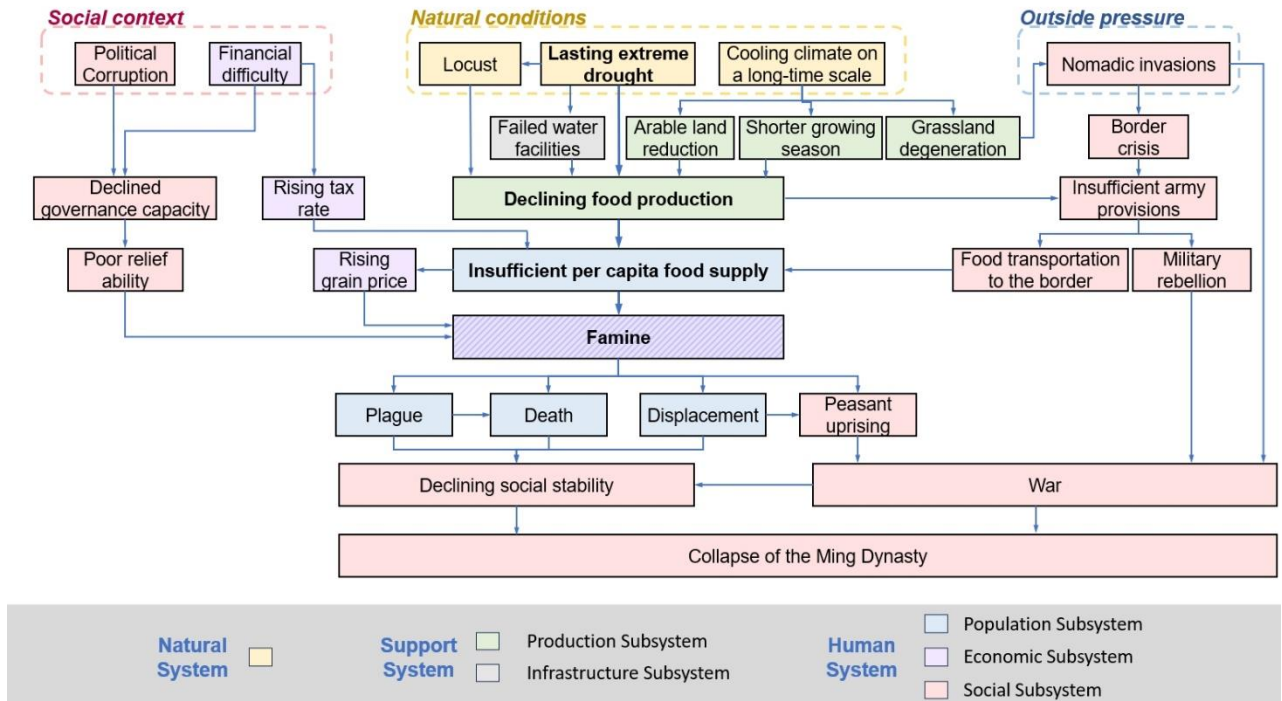 Social context
Natural conditions
Outside pressure
Political
Corruption
Financial
difficulty
Locust
Lasting extreme
drought
Cooling climate on
a long-time scale
Nomadic invasions
Failed water
facilities
Arable land
reduction
Shorter growing
season
Grassland
degeneration
Border
crisis
Declined
governance capacity
Rising tax
rate
Declining food production
Insufficient army
provisions
Poor relief
ability
Rising
grain price
Insufficient per capita food supply
Food transportation
to the border
Military
rebellion
Famine
Plague
Death
Displacement
Peasant
uprising
Declining social stability
War
Collapse of the Ming Dynasty
Natural
System
Support
System
Production Subsystem
Infrastructure Subsystem
Human
System
Population Subsystem
Economic Subsystem
Social Subsystem